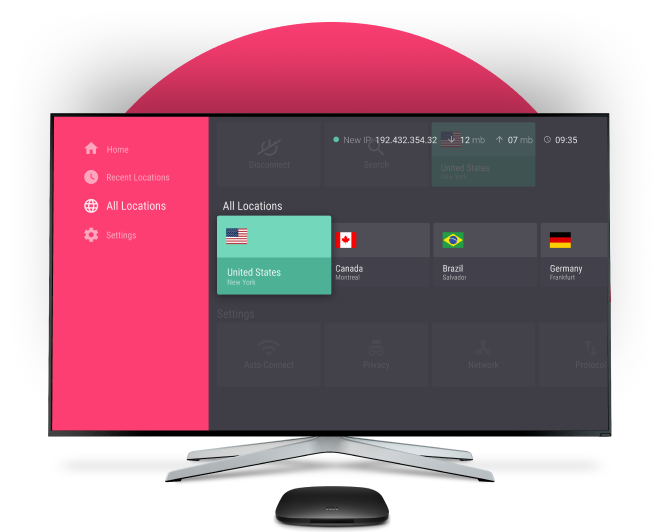 New IP: 192.432.354.32 12 mb 07 mb 09:35
Home
Recent Locations
All Locations
Settings
Disconnect
Search
United States
New York
All Locations
United States
New York
Canada
Montreal
Brazil
Salvador
Germany
Frankfurt
Settings
Auto-Connect
Privacy
Network
Protocol